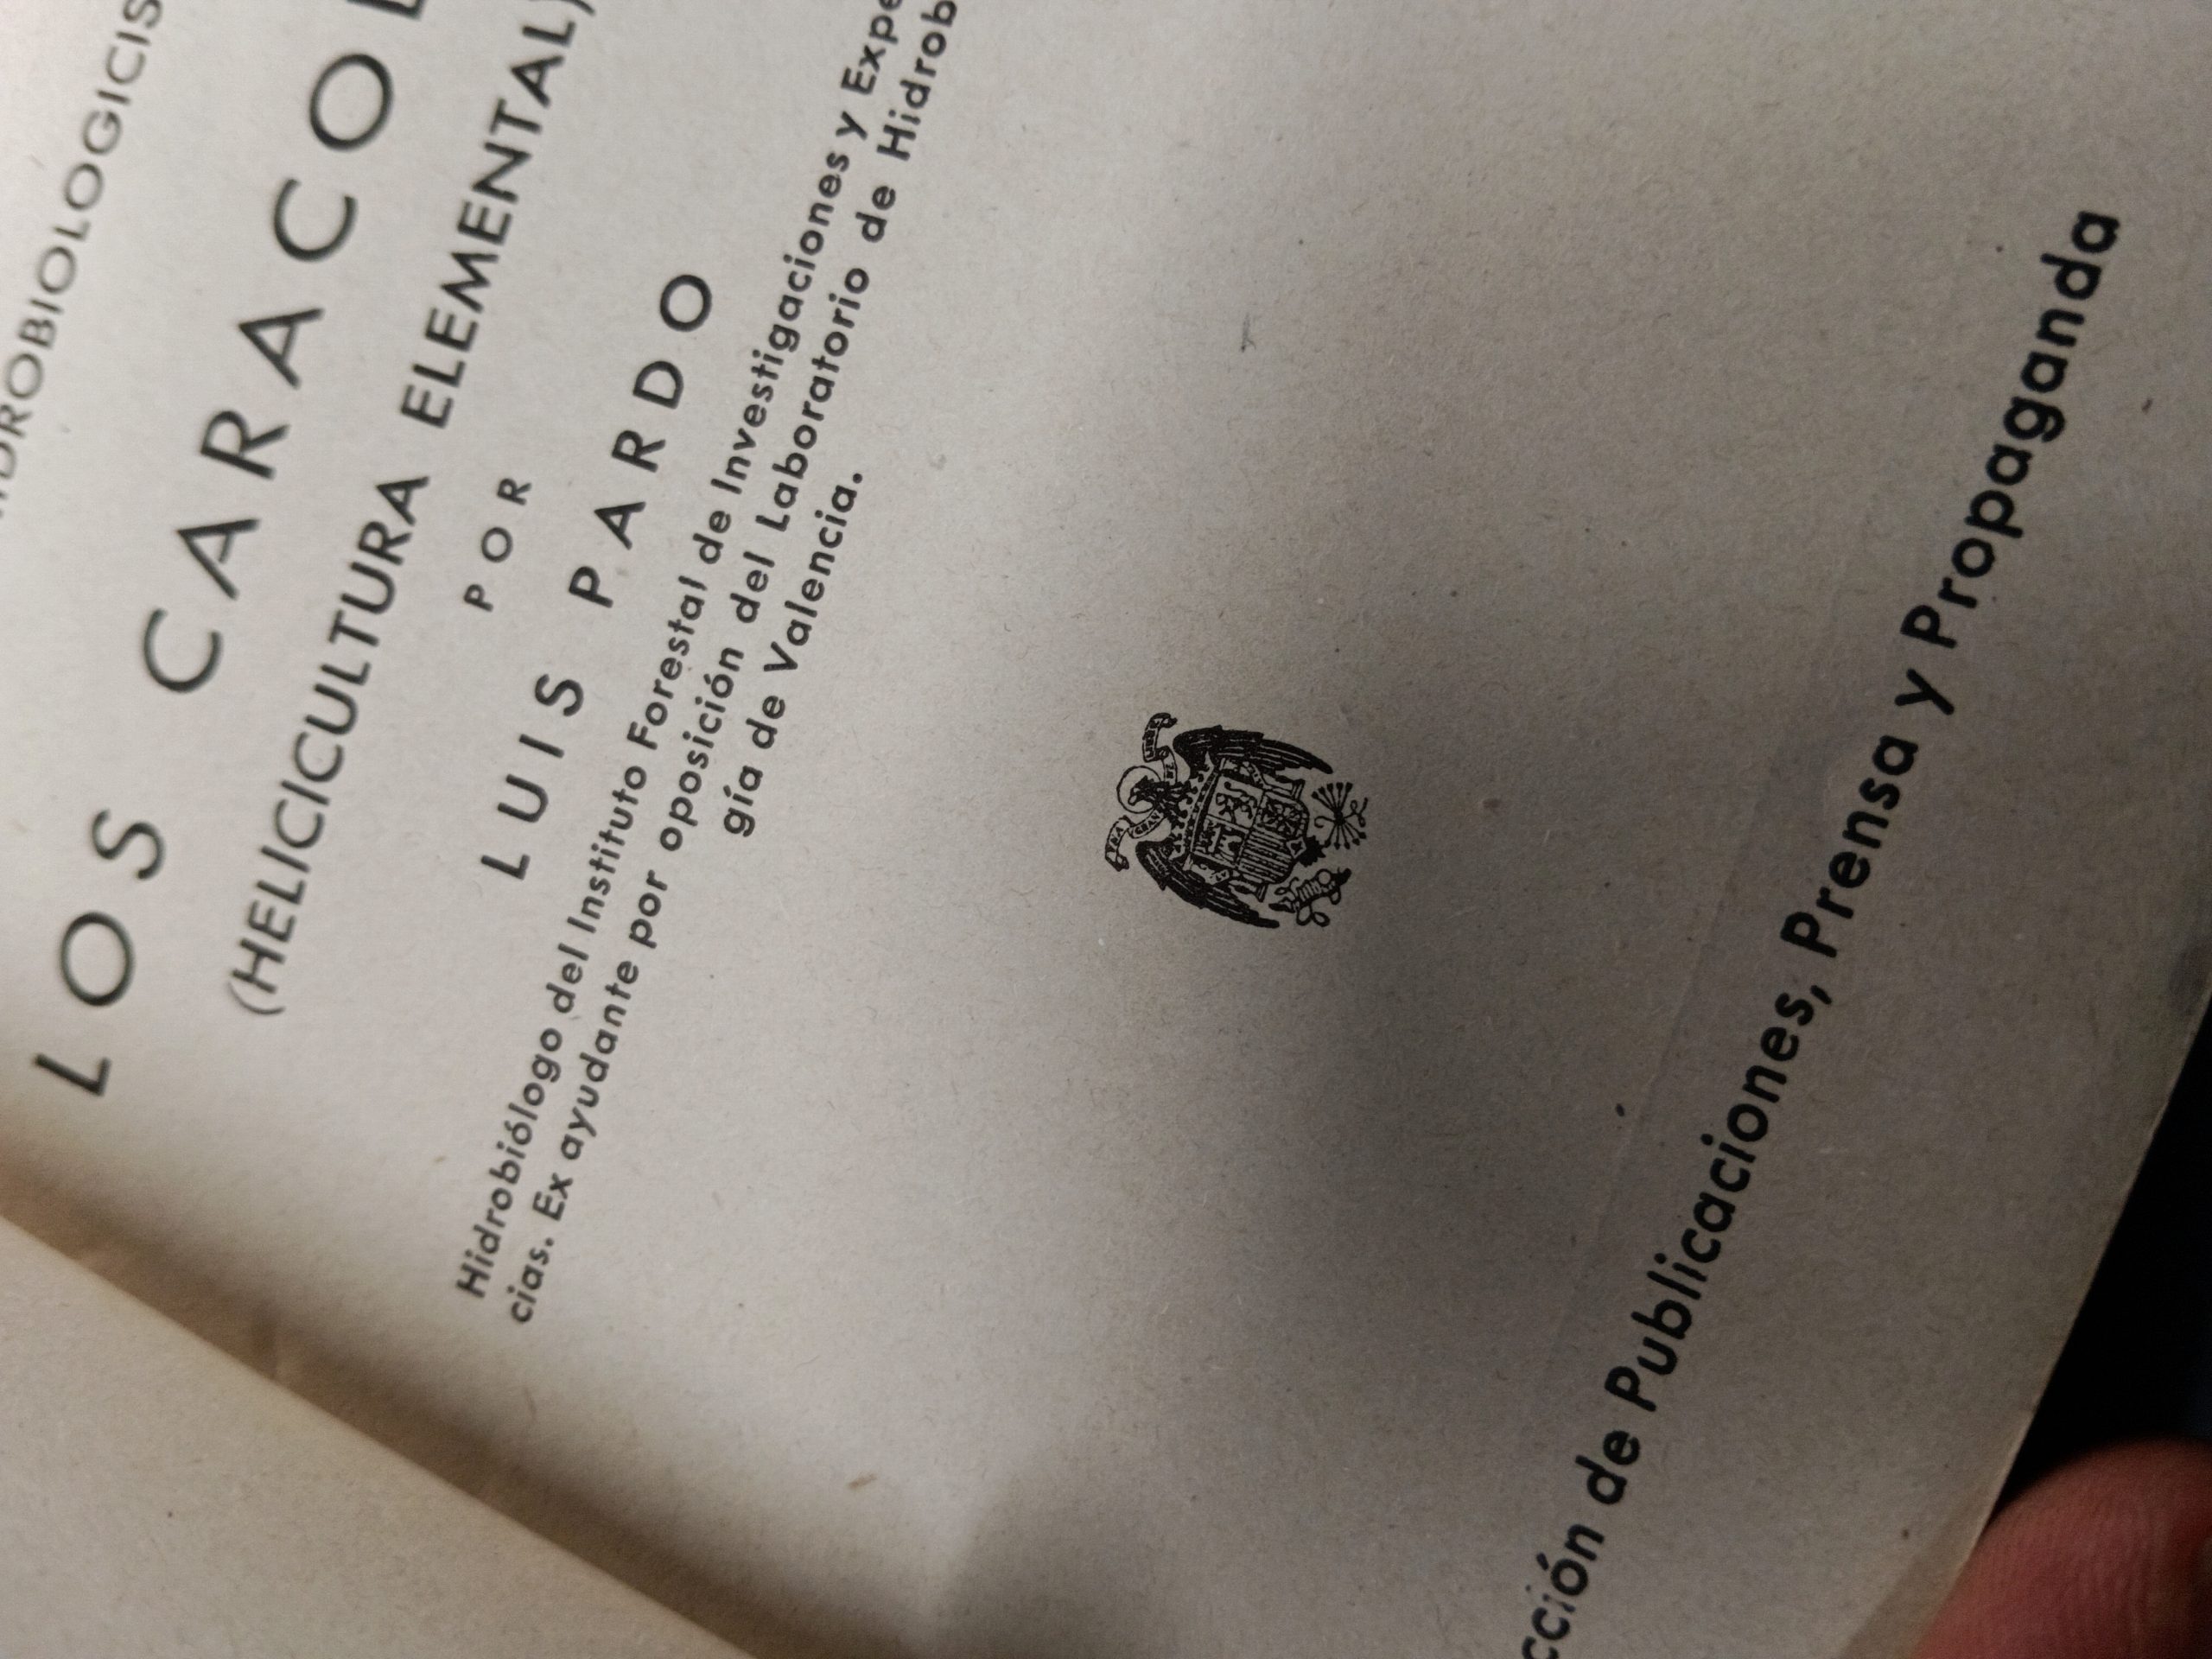 LOS CARACOL
(HELICICULTURA ELEMENTAL)
POR
LUIS PARDO
Hidrobiólogo del Instituto Forestal de Investigaciones y Expe
cias. Ex ayudante por oposición del Laboratorio de Hidrob
gía de Valencia.
cción de Publicaciones, Prensa y Propaganda